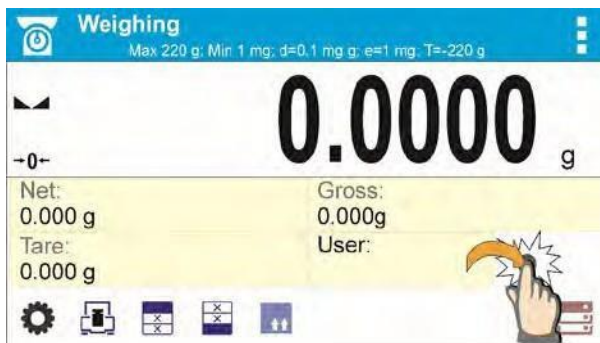 Weighing
Max 220 g; Min 1 mg; d=0.1 mg g; e=1 mg; T=-220 g
0.0000 g
→0←
Net:
0.000 g
Gross:
0.000g
Tare:
0.000 g
User: